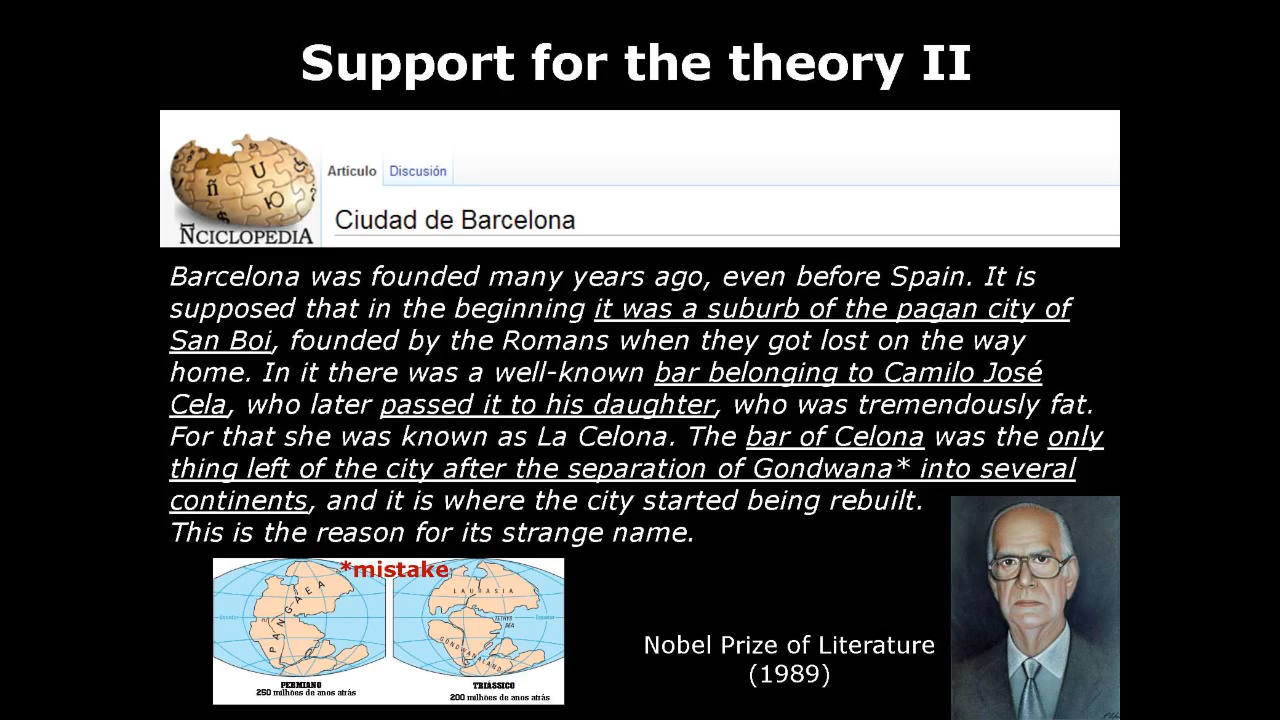 Support for the theory II
Artículo Discusión
Ciudad de Barcelona
ÑCICLOPEDIA
Barcelona was founded many years ago, even before Spain. It is
supposed that in the beginning it was a suburb of the pagan city of
San Boi, founded by the Romans when they got lost on the way
home. In it there was a well-known bar belonging to Camilo José
Cela, who later passed it to his daughter, who was tremendously fat.
For that she was known as La Celona. The bar of Celona was the only
thing left of the city after the separation of Gondwana* into several
continents, and it is where the city started being rebuilt.
This is the reason for its strange name.
*mistake
PANGAEA
Equador
PERMIANO
250 milhões de anos atrás
LAURASIA
TETHYS
SEA
Equador
GONDWANALAND
TRIÁSSICO
200 milhões de anos atrás
Nobel Prize of Literature
(1989)